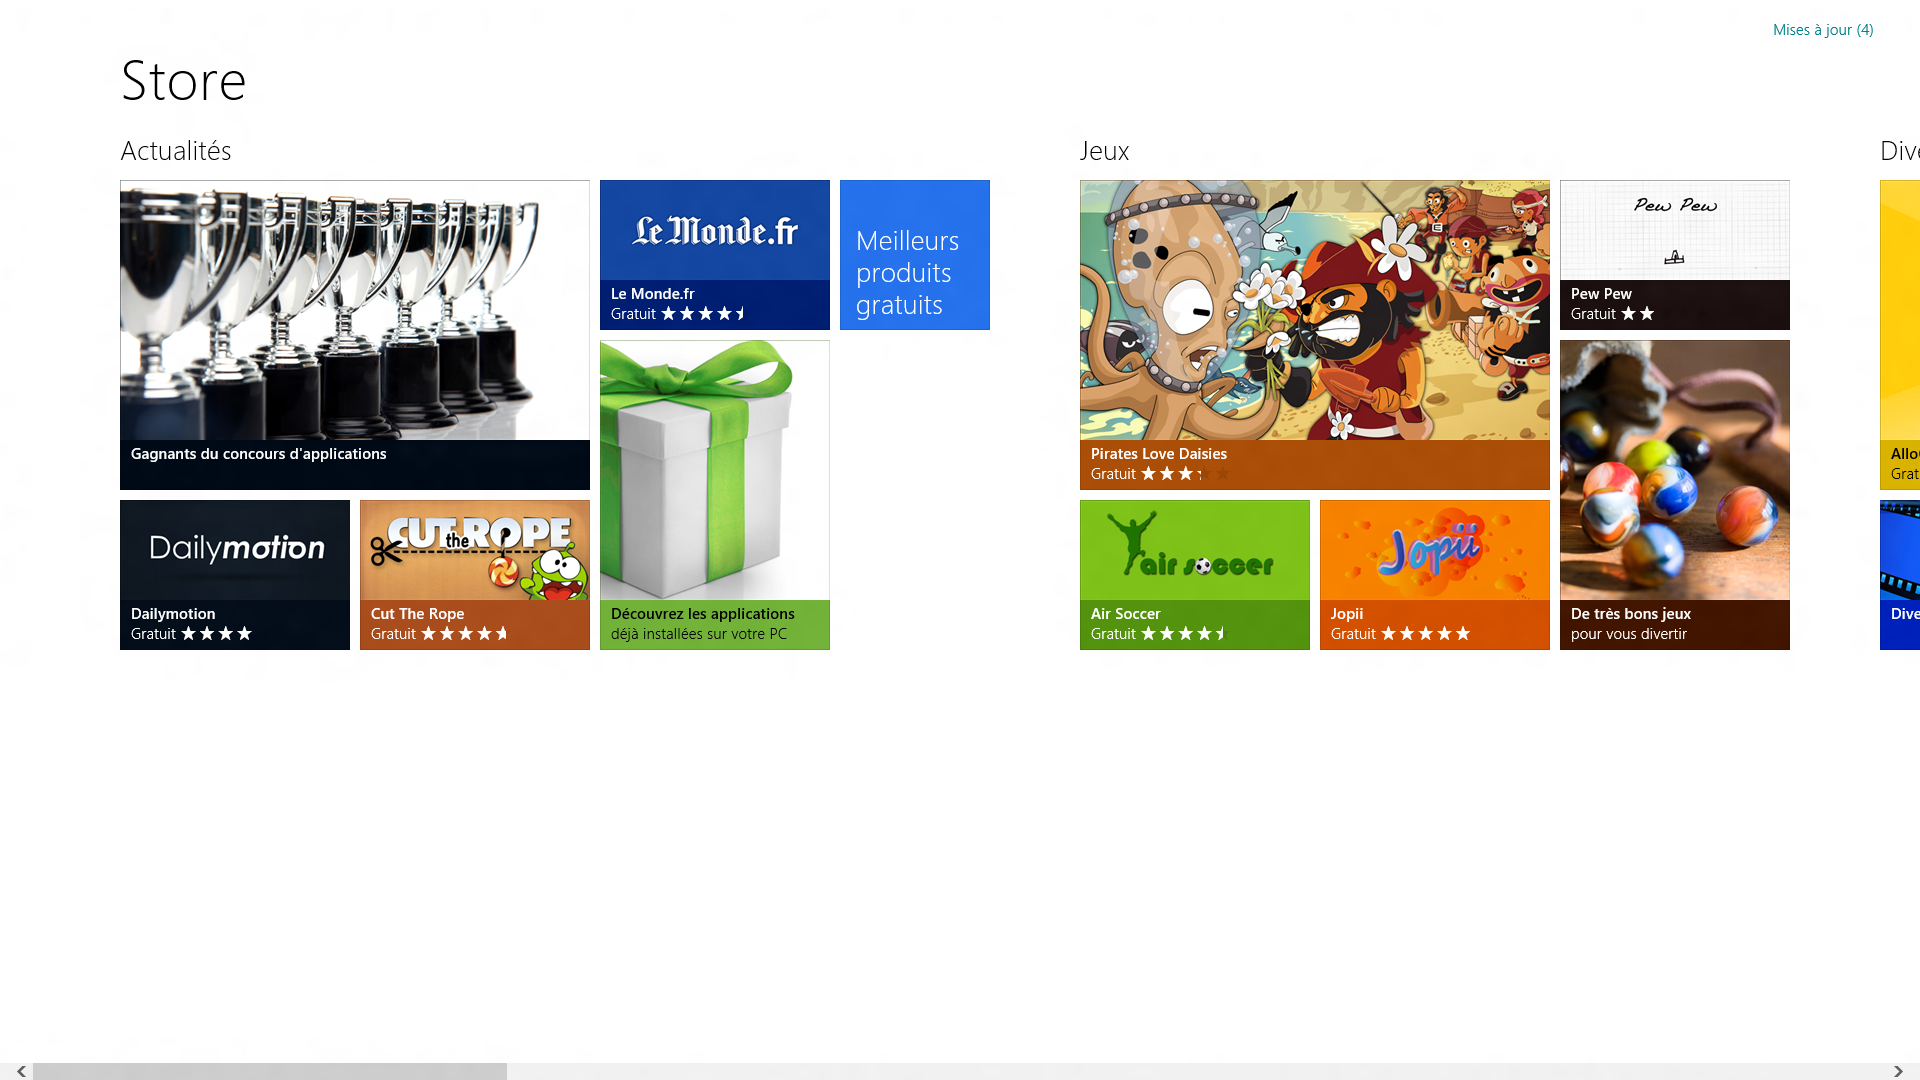 Mises à jour (4)
Store
Actualités
Gagnants du concours d'applications
Le Monde.fr
Le Monde.fr
Gratuit
Meilleurs
produits
gratuits
Dailymotion
Dailymotion
Gratuit
CUT the ROPE
Cut The Rope
Gratuit
Découvrez les applications
déjà installées sur votre PC
Jeux
Pirates Love Daisies
Gratuit
Pew Pew
Pew Pew
Gratuit
air soccer
Air Soccer
Gratuit
Jopii
Jopii
Gratuit
De très bons jeux
pour vous divertir
Dive
Allo
Grat
Dive